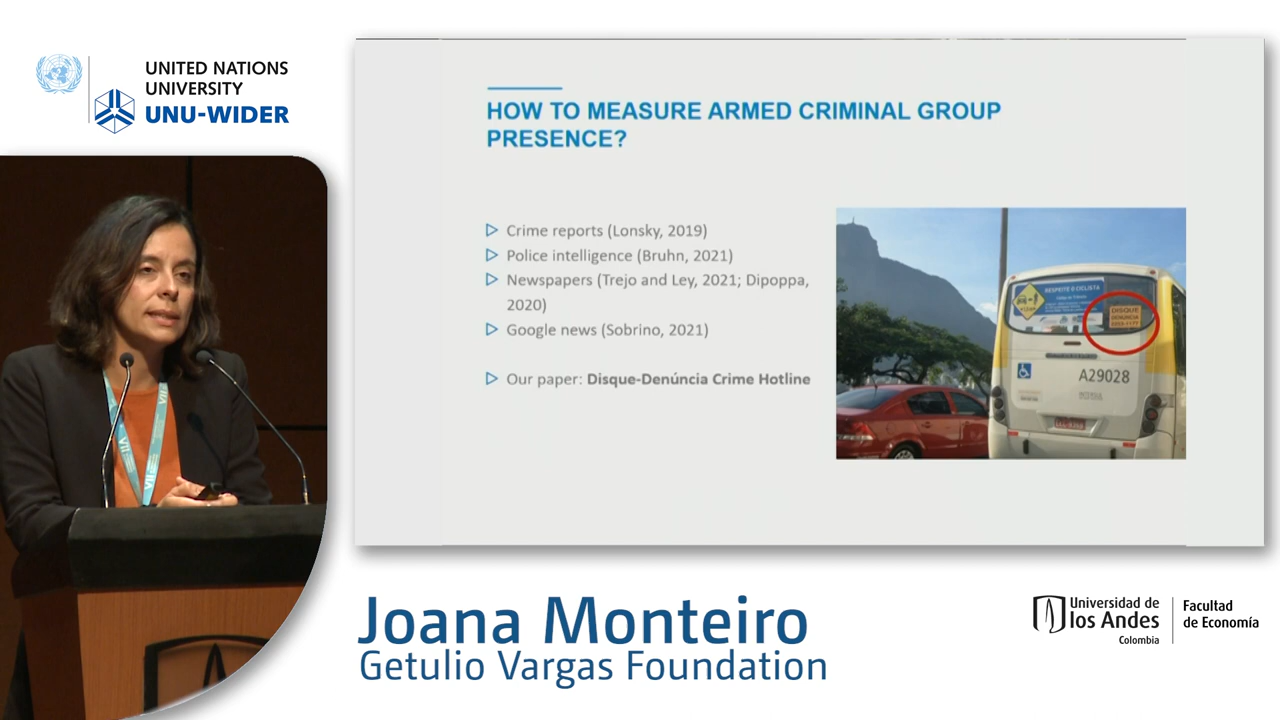 UNITED NATIONS
UNIVERSITY
UNU-WIDER
HOW TO MEASURE ARMED CRIMINAL GROUP
PRESENCE?
Crime reports (Lonsky, 2019)
Police intelligence (Bruhn, 2021)
Newspapers (Trejo and Ley, 2021; Dipoppa,
2020)
Google news (Sobrino, 2021)
Our paper: Disque-Denúncia Crime Hotline
RESPEITE O CICLISTA
DISQUE
DENÚNCIA
A29028
Joana Monteiro
Getulio Vargas Foundation
Universidad de
los Andes
Colombia
Facultad
de Economía